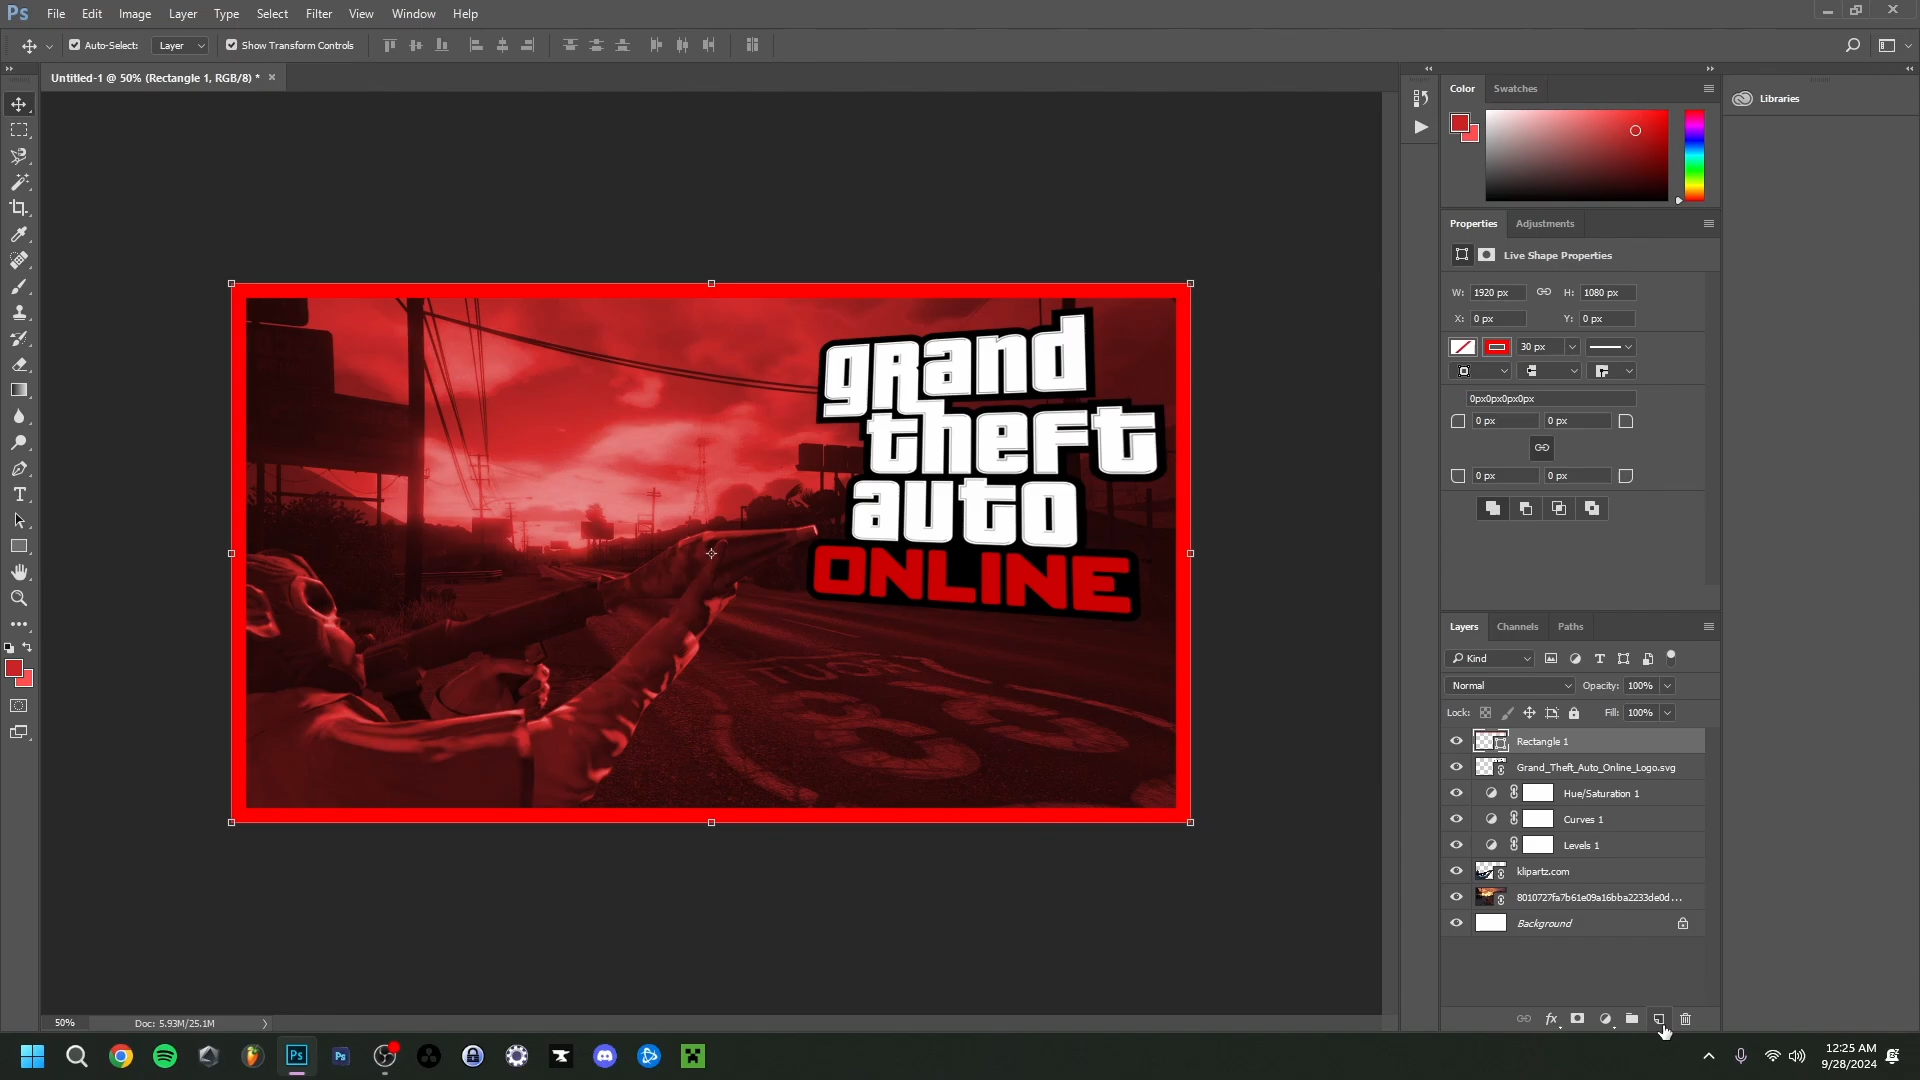 Ps File Edit Image Layer Type Select Filter View Window Help
Auto-Select: Layer Show Transform Controls
Untitled-1 @ 50% (Rectangle 1, RGB/8) *
Color Swatches
Libraries
Properties Adjustments
Live Shape Properties
W: 1920 px H: 1080 px
X: 0 px Y: 0 px
30 px
0px0px0px0px
0 px 0 px
0 px 0 px
grand
theft
auto
ONLINE
Layers Channels Paths
Kind
Normal Opacity: 100%
Lock: Fill: 100%
Rectangle 1
Grand_Theft_Auto_Online_Logo.svg
Hue/Saturation 1
Curves 1
Levels 1
klipartz.com
8010727fa7b61e09a16bba2233de0d...
Background
fx
50% Doc: 5.93M/25.1M
Ps Ps
12:25 AM
9/28/2024